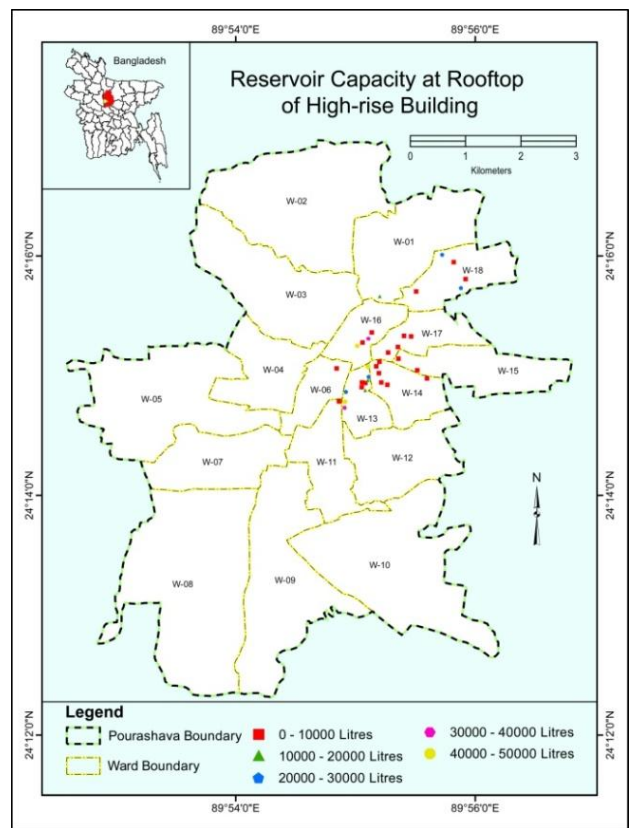 89°54'0"E 89°56'0"E
Bangladesh
Reservoir Capacity at Rooftop
of High-rise Building
0 1 2 3
Kilometers
W-02
W-01
24°16'0"N 24°16'0"N
W-18
W-03
W-16
W-17
W-04
W-15
W-06
W-05
W-14
W-13
W-07
W-11
W-12
24°14'0"N 24°14'0"N
N
W-10
W-09
W-08
Legend
Pourashava Boundary
Ward Boundary
0 - 10000 Litres
10000 - 20000 Litres
20000 - 30000 Litres
30000 - 40000 Litres
40000 - 50000 Litres
24°12'0"N 24°12'0"N
89°54'0"E 89°56'0"E